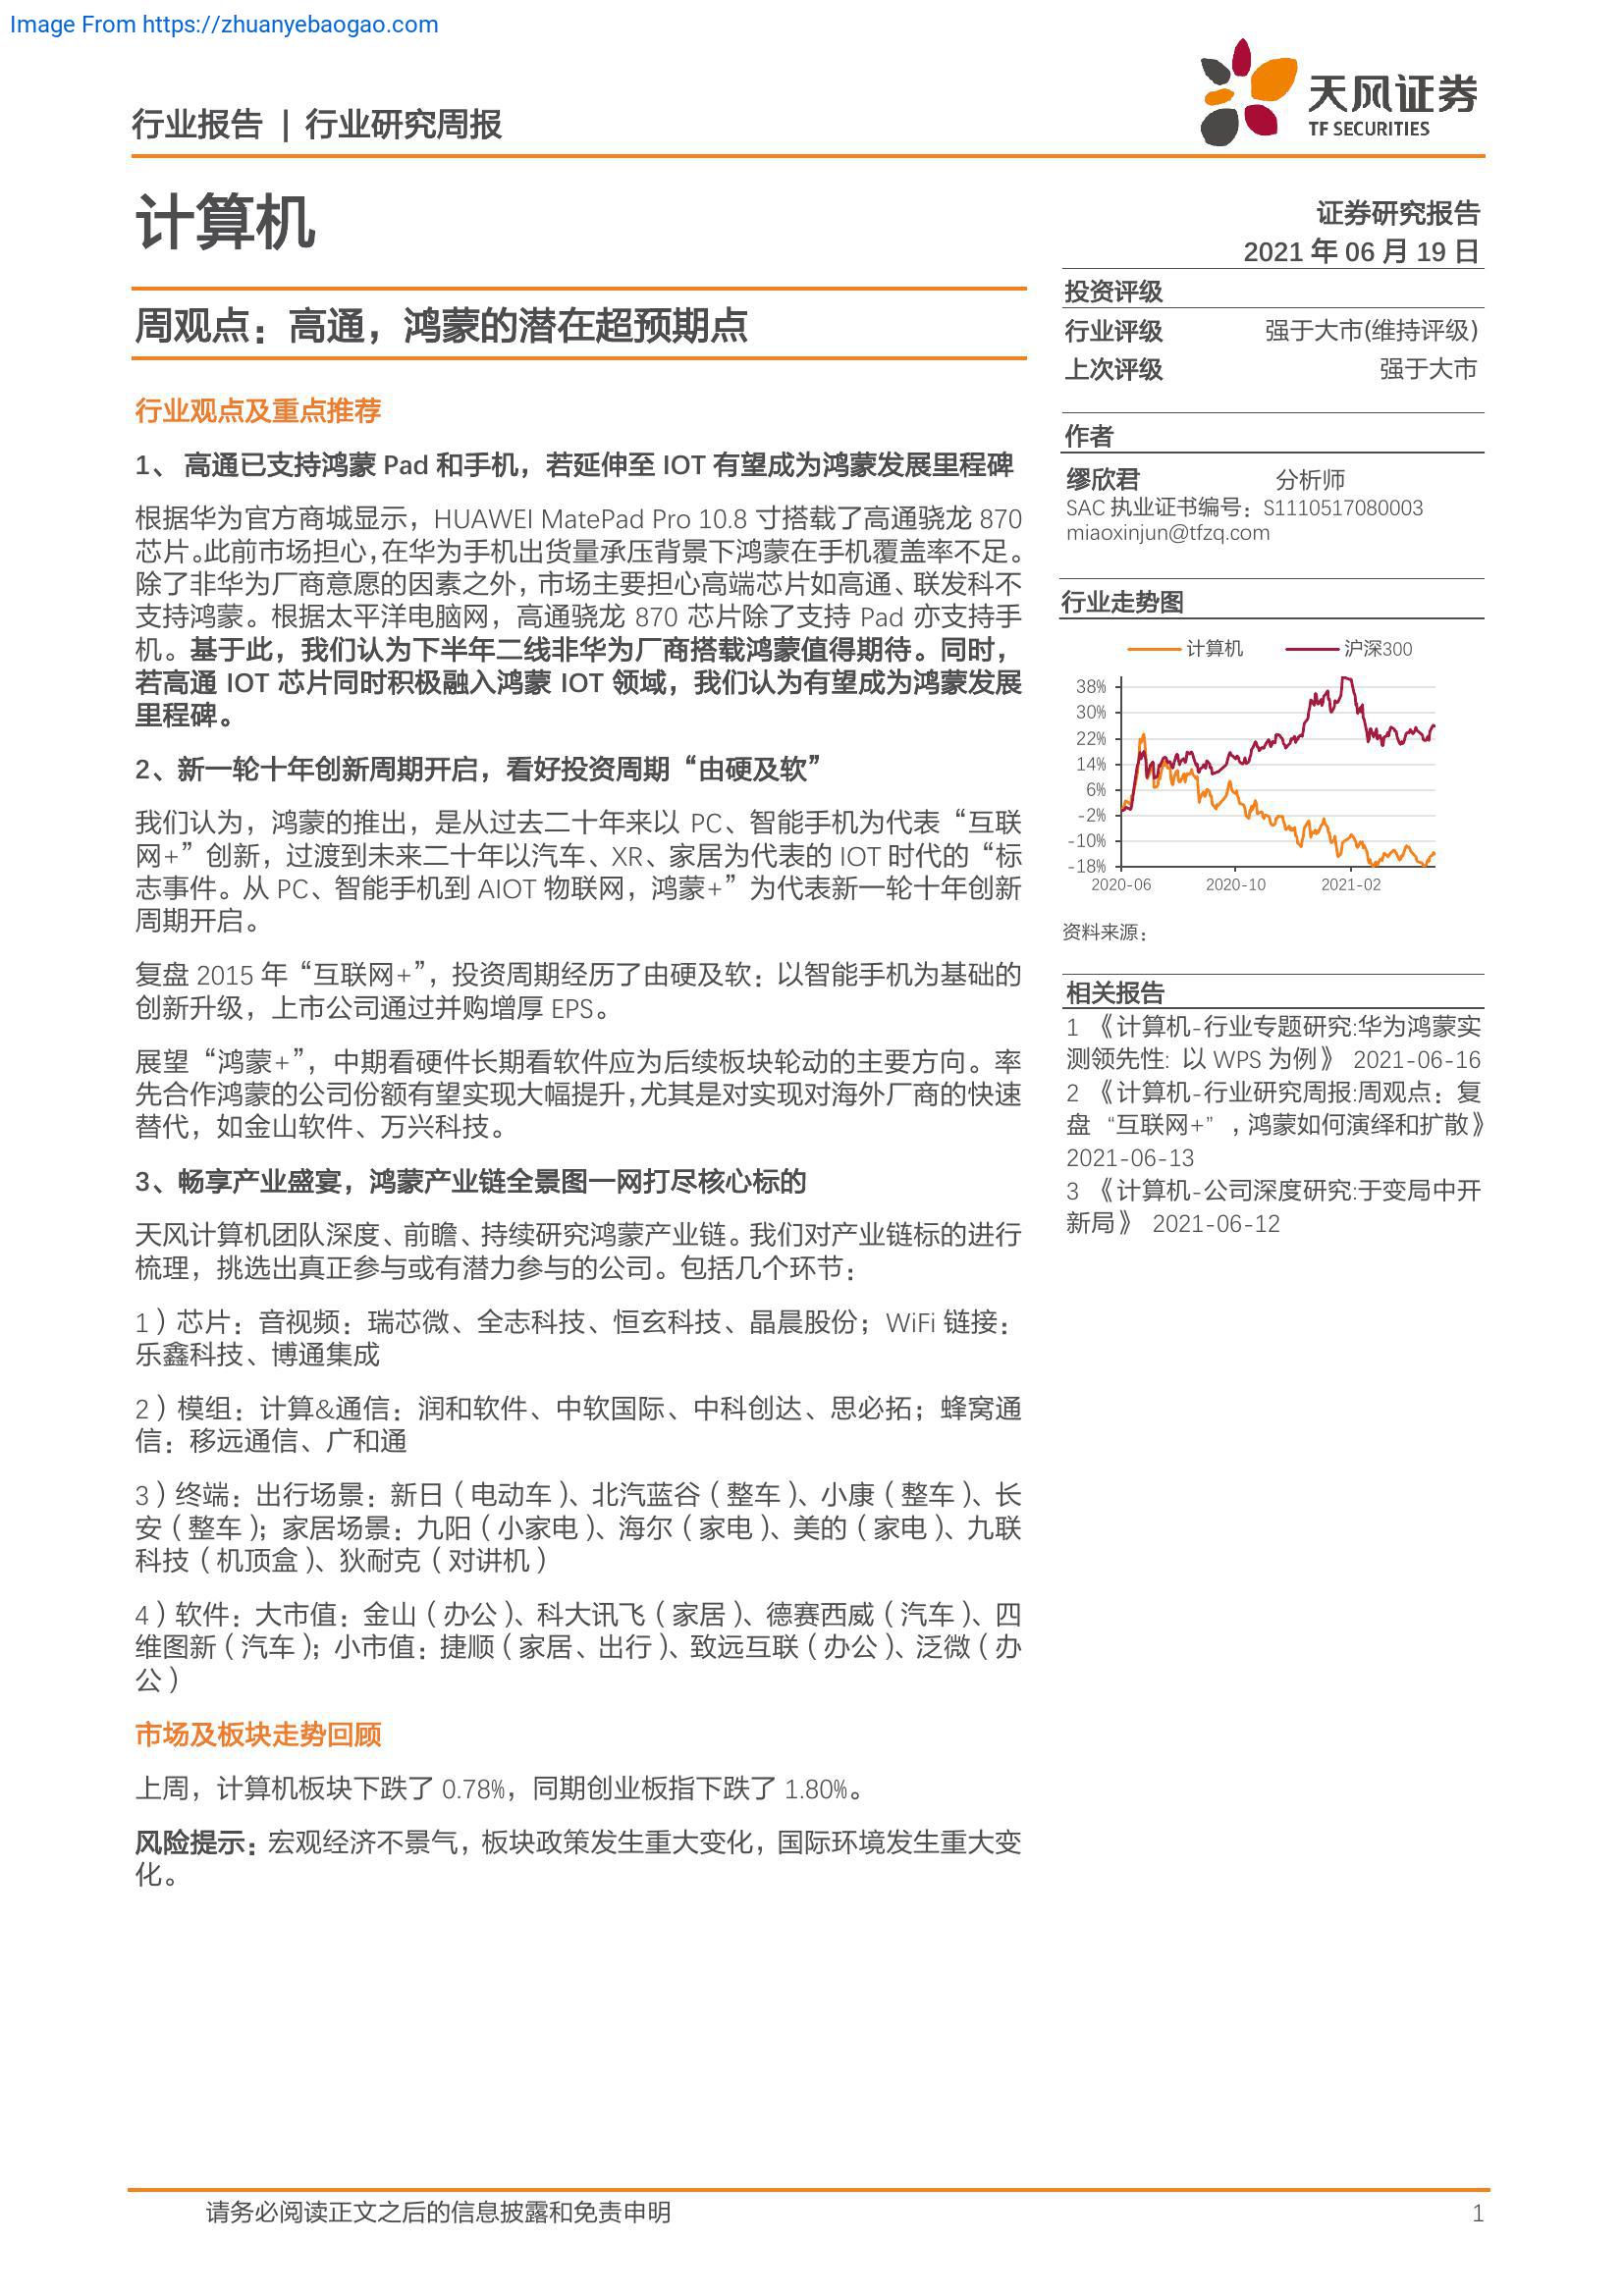 Image From https://zhuanyebaogao.com
行业报告 | 行业研究周报
天风证券
TF SECURITIES
计算机
证券研究报告
2021 年 06 月 19 日
周观点：高通，鸿蒙的潜在超预期点
行业观点及重点推荐
1、 高通已支持鸿蒙 Pad 和手机，若延伸至 IOT 有望成为鸿蒙发展里程碑
根据华为官方商城显示，HUAWEI MatePad Pro 10.8 寸搭载了高通骁龙 870
芯片。此前市场担心，在华为手机出货量承压背景下鸿蒙在手机覆盖率不足。
除了非华为厂商意愿的因素之外，市场主要担心高端芯片如高通、联发科不
支持鸿蒙。根据太平洋电脑网，高通骁龙 870 芯片除了支持 Pad 亦支持手
机。基于此，我们认为下半年二线非华为厂商搭载鸿蒙值得期待。同时，
若高通 IOT 芯片同时积极融入鸿蒙 IOT 领域，我们认为有望成为鸿蒙发展
里程碑。
2、新一轮十年创新周期开启，看好投资周期“由硬及软”
我们认为，鸿蒙的推出，是从过去二十年来以 PC、智能手机为代表“互联
网+”创新，过渡到未来二十年以汽车、XR、家居为代表的 IOT 时代的“标
志事件。从 PC、智能手机到 AIOT 物联网，鸿蒙+”为代表新一轮十年创新
周期开启。
复盘 2015 年“互联网+”，投资周期经历了由硬及软：以智能手机为基础的
创新升级，上市公司通过并购增厚 EPS。
展望“鸿蒙+”，中期看硬件长期看软件应为后续板块轮动的主要方向。率
先合作鸿蒙的公司份额有望实现大幅提升，尤其是对实现对海外厂商的快速
替代，如金山软件、万兴科技。
3、畅享产业盛宴，鸿蒙产业链全景图一网打尽核心标的
天风计算机团队深度、前瞻、持续研究鸿蒙产业链。我们对产业链标的进行
梳理，挑选出真正参与或有潜力参与的公司。包括几个环节：
1）芯片：音视频：瑞芯微、全志科技、恒玄科技、晶晨股份；WiFi 链接：
乐鑫科技、博通集成
2）模组：计算&通信：润和软件、中软国际、中科创达、思必拓；蜂窝通
信：移远通信、广和通
3）终端：出行场景：新日（电动车）、北汽蓝谷（整车）、小康（整车）、长
安（整车）；家居场景：九阳（小家电）、海尔（家电）、美的（家电）、九联
科技（机顶盒）、狄耐克（对讲机）
4）软件：大市值：金山（办公）、科大讯飞（家居）、德赛西威（汽车）、四
维图新（汽车）；小市值：捷顺（家居、出行）、致远互联（办公）、泛微（办
公）
市场及板块走势回顾
上周，计算机板块下跌了 0.78%，同期创业板指下跌了 1.80%。
风险提示：宏观经济不景气，板块政策发生重大变化，国际环境发生重大变
化。
投资评级
行业评级 强于大市(维持评级)
上次评级 强于大市
作者
缪欣君 分析师
SAC 执业证书编号：S1110517080003
miaoxinjun@tfzq.com
行业走势图
计算机 沪深300
38%
30%
22%
14%
6%
-2%
-10%
-18%
2020-06 2020-10 2021-02
资料来源：
相关报告
1 《计算机-行业专题研究:华为鸿蒙实
测领先性: 以 WPS 为例》 2021-06-16
2 《计算机-行业研究周报:周观点：复
盘 “互联网+” ，鸿蒙如何演绎和扩散》
2021-06-13
3 《计算机-公司深度研究:于变局中开
新局》 2021-06-12
请务必阅读正文之后的信息披露和免责申明 1